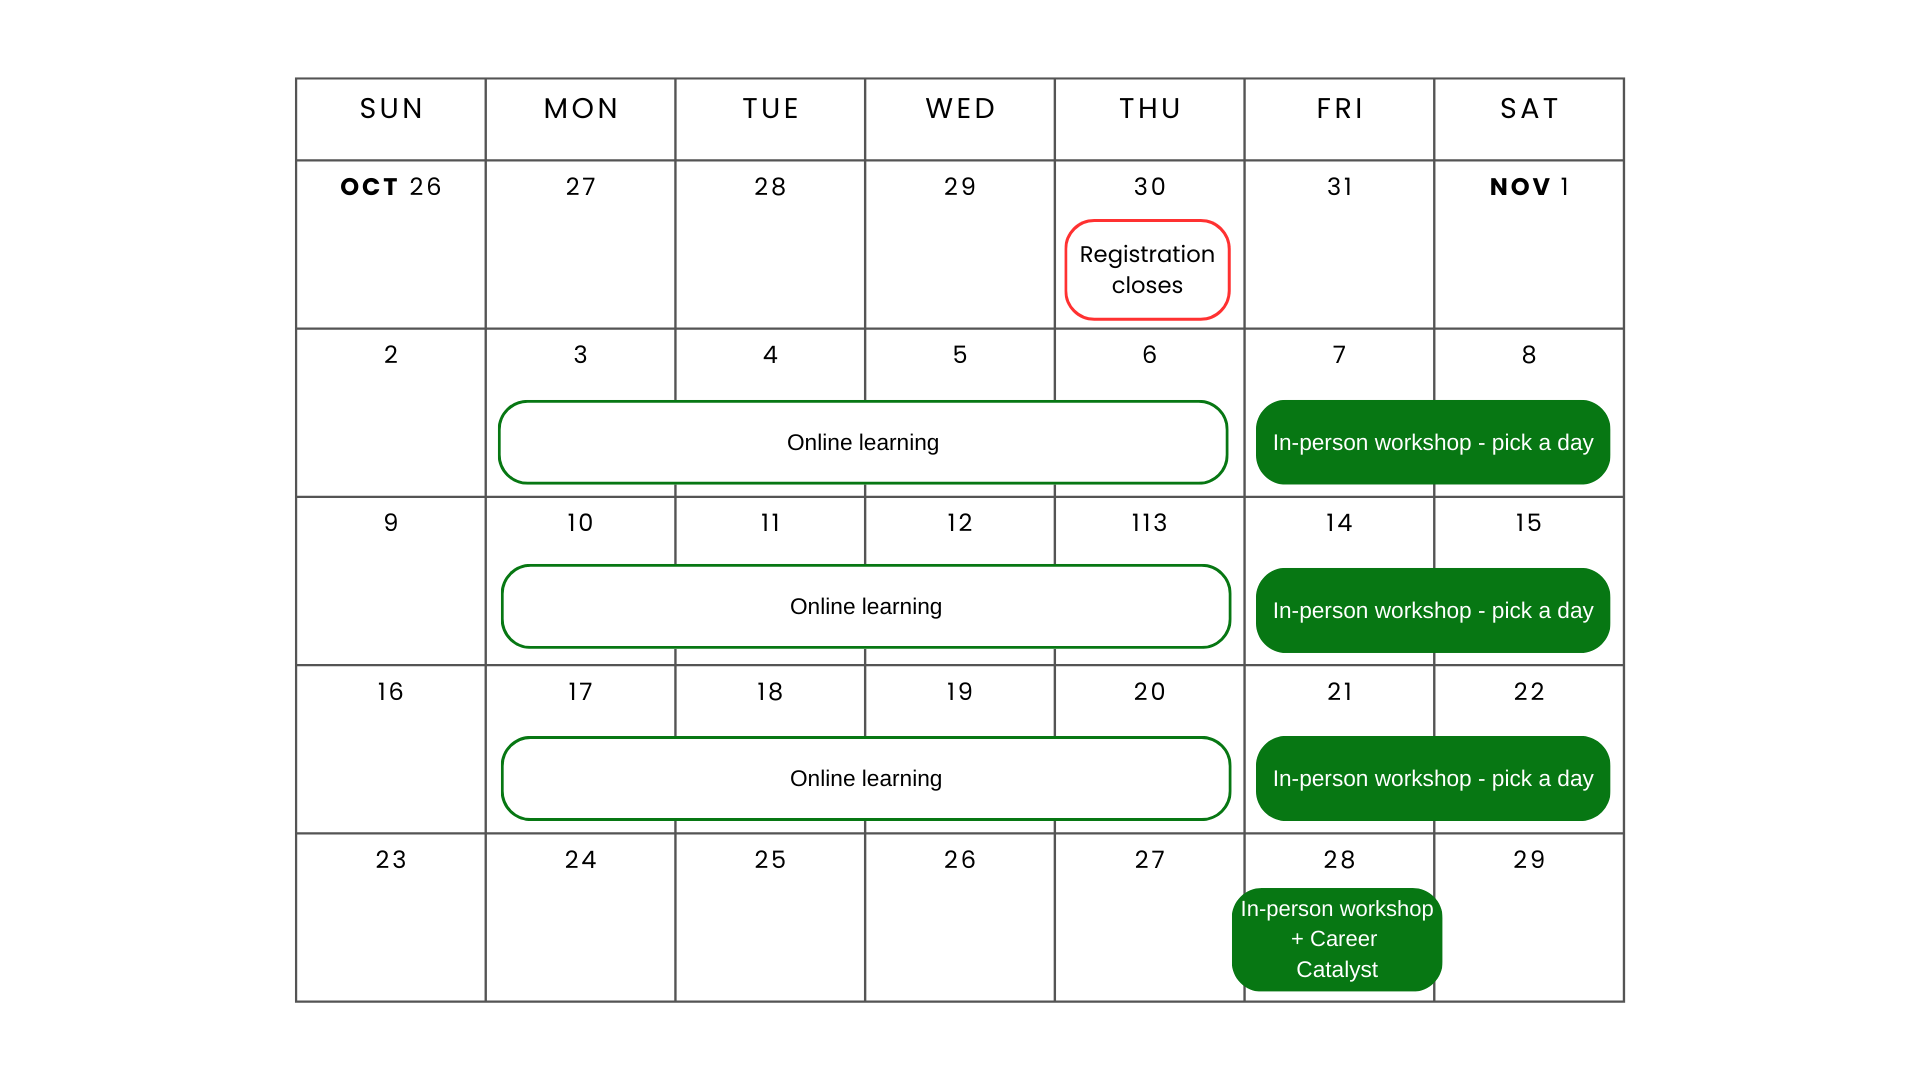 SUN MON TUE WED THU FRI SAT
OCT 26 27 28 29 30 31 NOV 1
Registration
closes
2 3 4 5 6 7 8
Online learning In-person workshop - pick a day
9 10 11 12 113 14 15
Online learning In-person workshop - pick a day
16 17 18 19 20 21 22
Online learning In-person workshop - pick a day
23 24 25 26 27 28 29
In-person workshop
+ Career
Catalyst